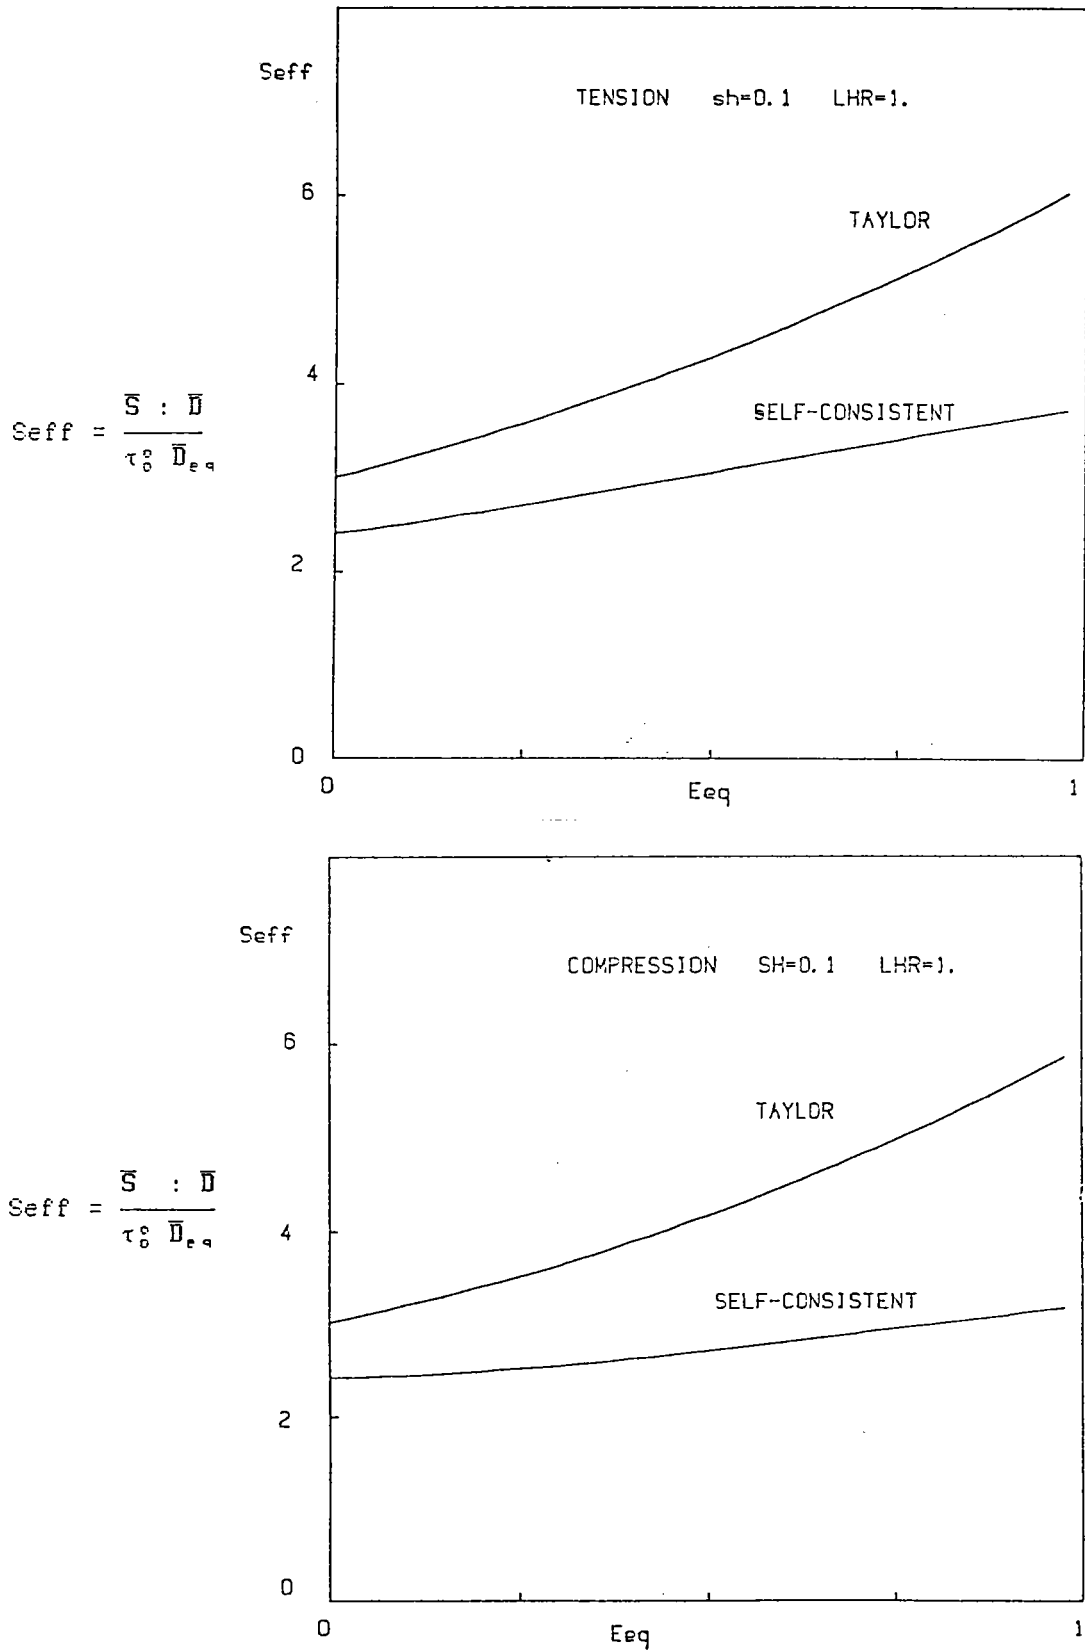 Seff
TENSION sh=0.1 LHR=1.
6
TAYLOR
4
SELF-CONSISTENT
Seff = S̅ : D̅ / τ₀⁰ D̅eq
2
0
0 Eeq 1
Seff
COMPRESSION SH=0.1 LHR=1.
6
TAYLOR
Seff = S̅ : D̅ / τ₀⁰ D̅eq
4
SELF-CONSISTENT
2
0
0 Eeq 1